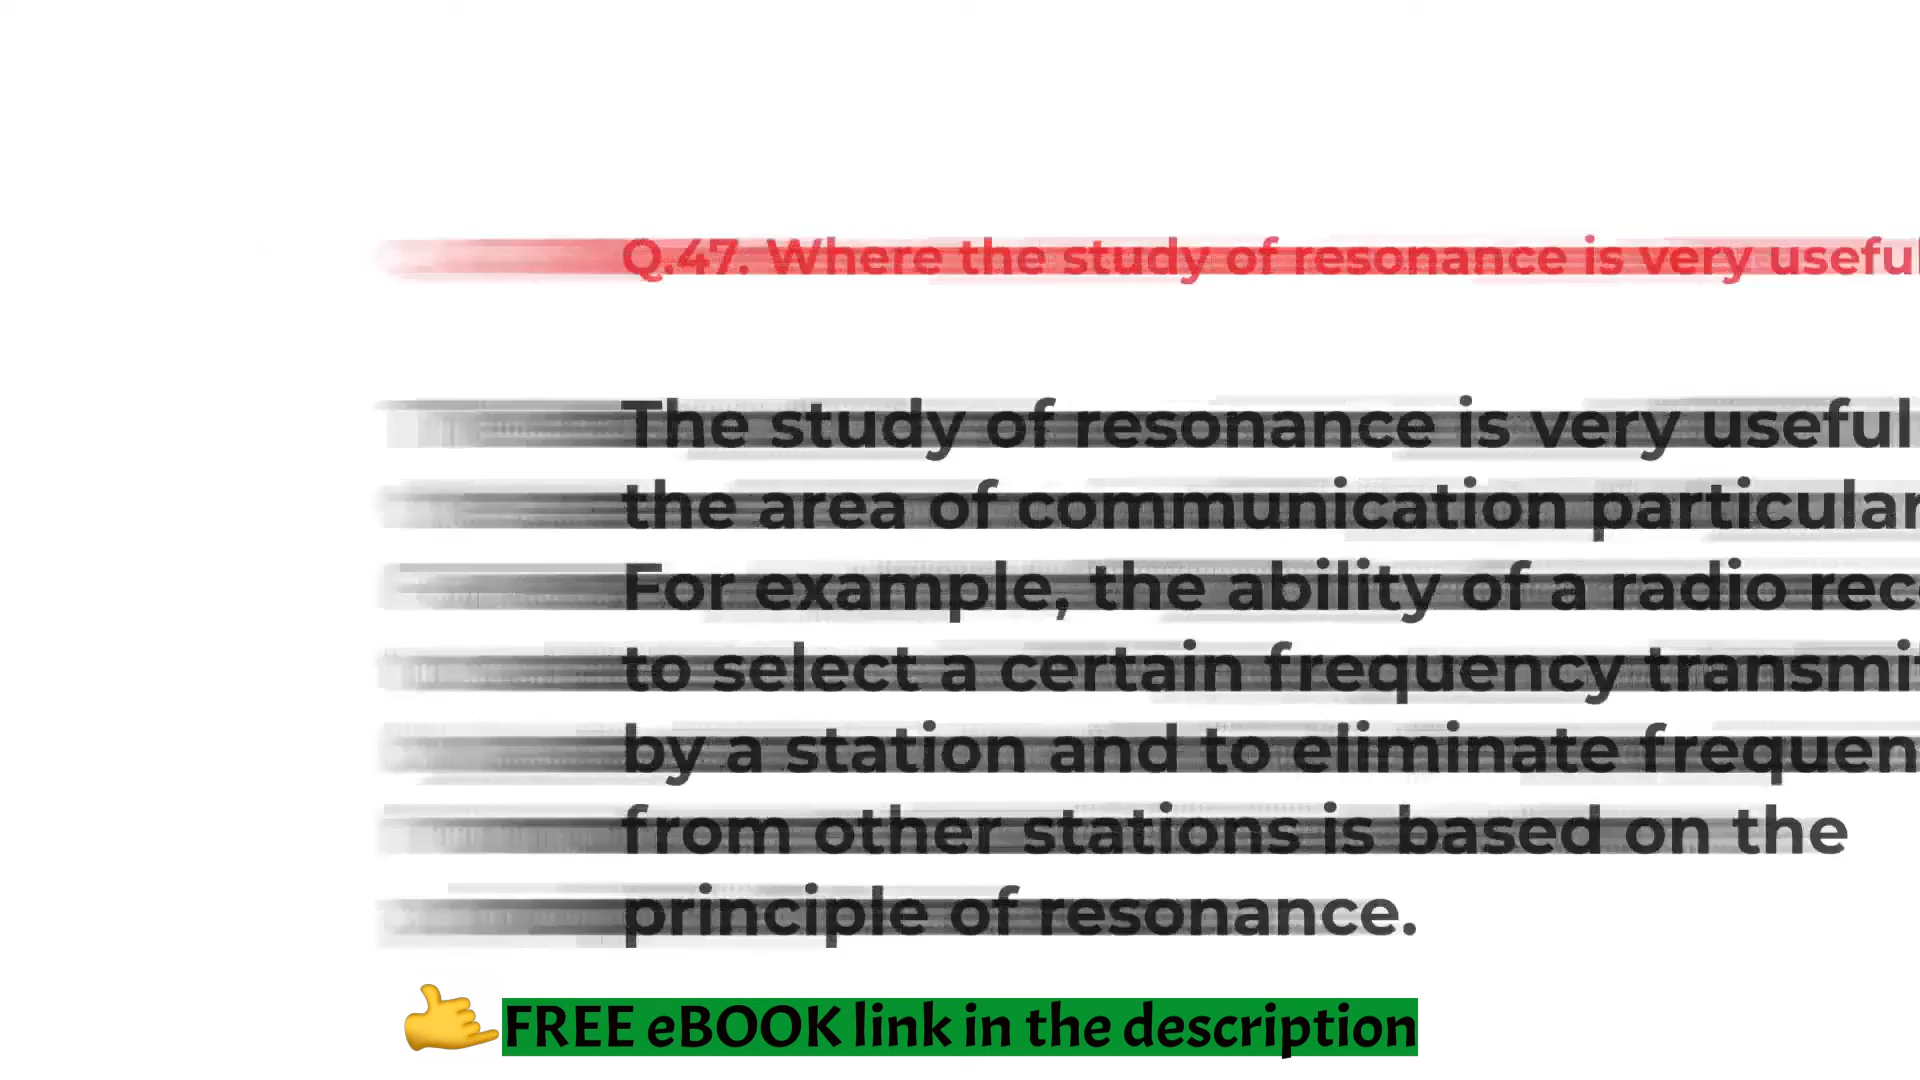 Q.47. Where the study of resonance is very useful
The study of resonance is very useful
the area of communication particular
For example, the ability of a radio rec
to select a certain frequency transmi
by a station and to eliminate frequen
from other stations is based on the
principle of resonance.
FREE eBOOK link in the description